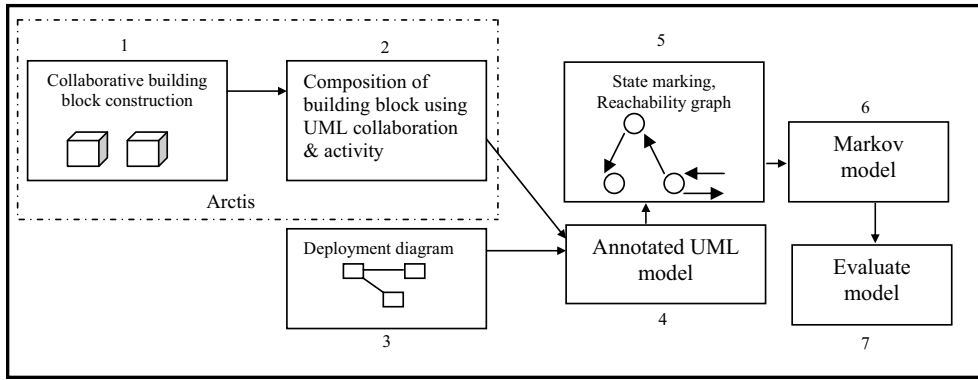 1
Collaborative building
block construction
2
Composition of
building block using
UML collaboration
& activity
Arctis
Deployment diagram
3
Annotated UML
model
4
5
State marking,
Reachability graph
6
Markov
model
Evaluate
model
7